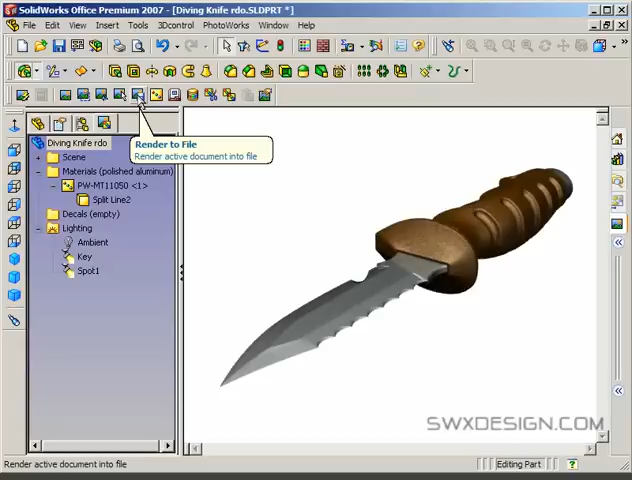 SolidWorks Office Premium 2007 - [Diving Knife rdo.SLDPRT *]
File Edit View Insert Tools 3Dcontrol PhotoWorks Window Help
Render to File
Render active document into file
Diving Knife rdo
Scene
Materials (polished aluminum)
PW-MT11050 <1>
Split Line2
Decals (empty)
Lighting
Ambient
Key
Spot1
SWXDESIGN.COM
Render active document into file
Editing Part